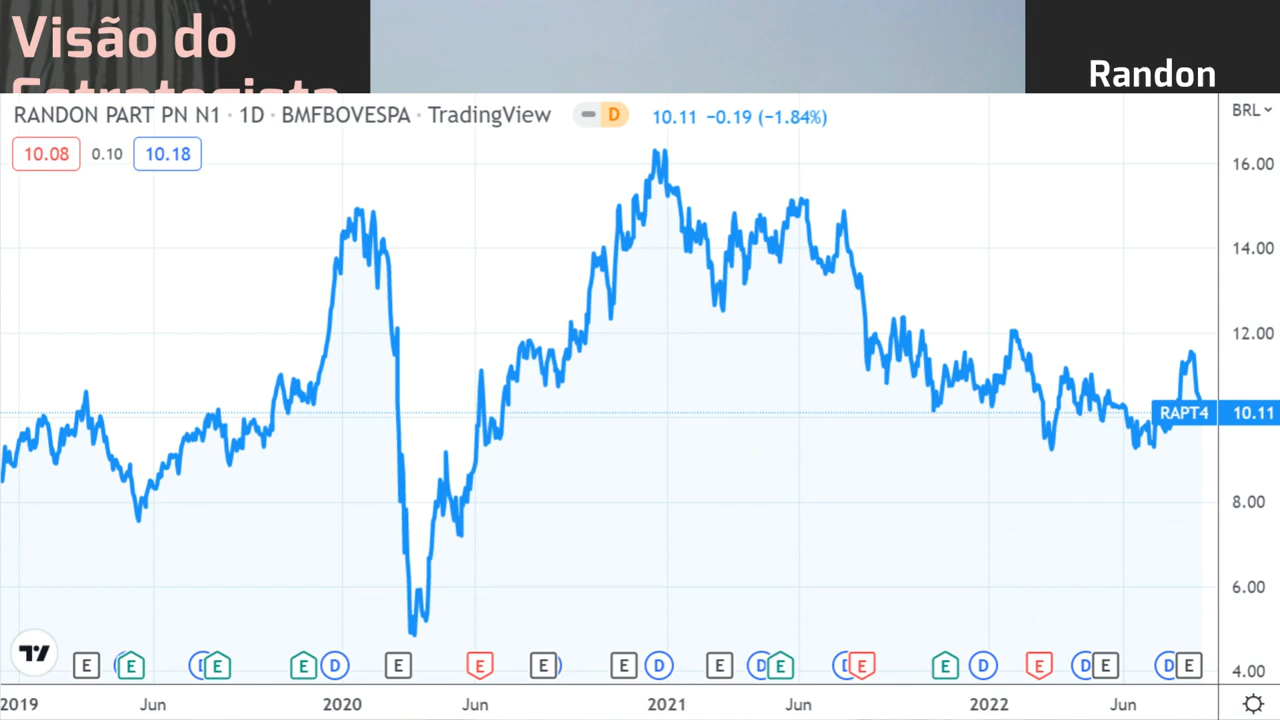 Visão do
Estrategista
Randon
RANDON PART PN N1 · 1D · BMFBOVESPA · TradingView
D
10.11 −0.19 (−1.84%)
BRL
10.08
0.10
10.18
16.00
14.00
12.00
RAPT4
10.11
8.00
6.00
4.00
E
D
E
D
E
E
D
E
E
E
E
D
E
D
E
D
E
E
D
E
D
E
D
E
2019
Jun
2020
Jun
2021
Jun
2022
Jun